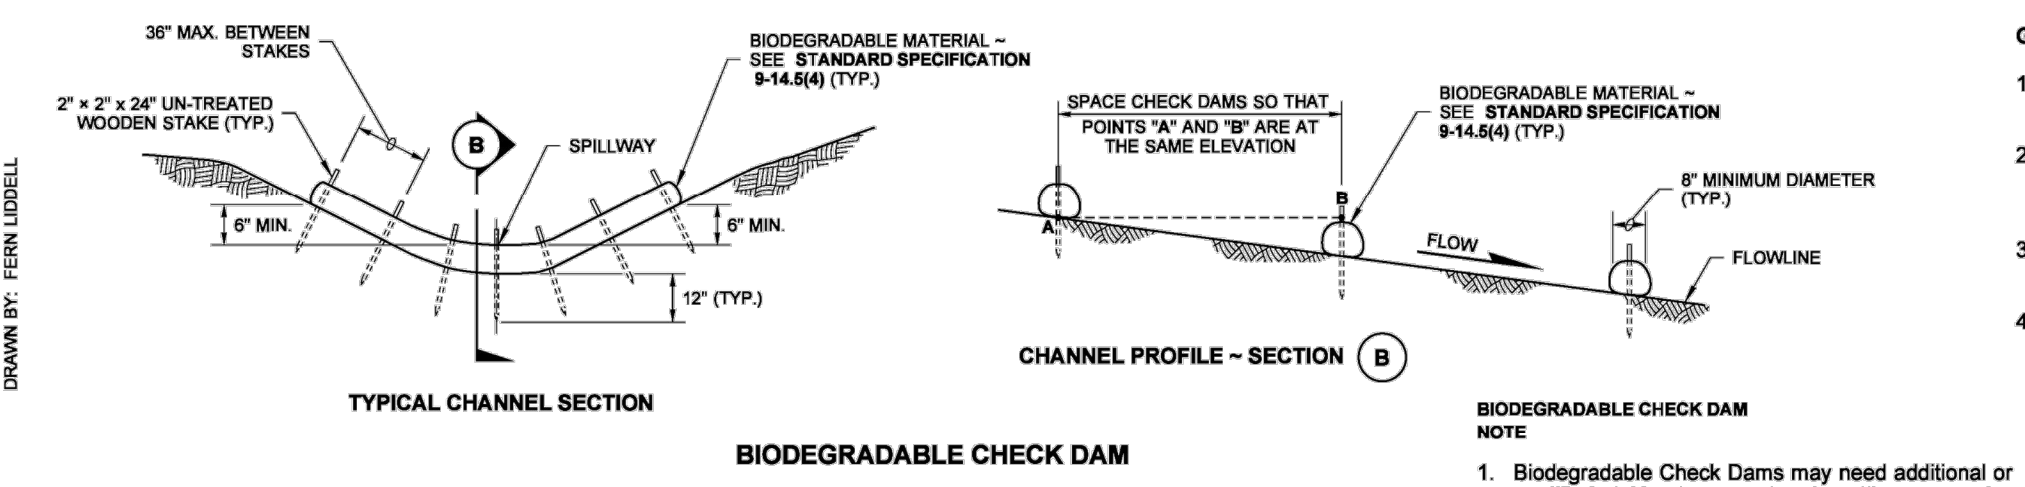 36" MAX. BETWEEN
STAKES
2" × 2" x 24" UN-TREATED
WOODEN STAKE (TYP.)
BIODEGRADABLE MATERIAL ~
SEE STANDARD SPECIFICATION
9-14.5(4) (TYP.)
B
SPILLWAY
6" MIN.
6" MIN.
12" (TYP.)
TYPICAL CHANNEL SECTION
SPACE CHECK DAMS SO THAT
POINTS "A" AND "B" ARE AT
THE SAME ELEVATION
BIODEGRADABLE MATERIAL ~
SEE STANDARD SPECIFICATION
9-14.5(4) (TYP.)
8" MINIMUM DIAMETER
(TYP.)
A
B
FLOW
FLOWLINE
CHANNEL PROFILE ~ SECTION B
BIODEGRADABLE CHECK DAM
BIODEGRADABLE CHECK DAM
NOTE
1. Biodegradable Check Dams may need additional or
DRAWN BY: FERN LIDDELL
1
2
3
4